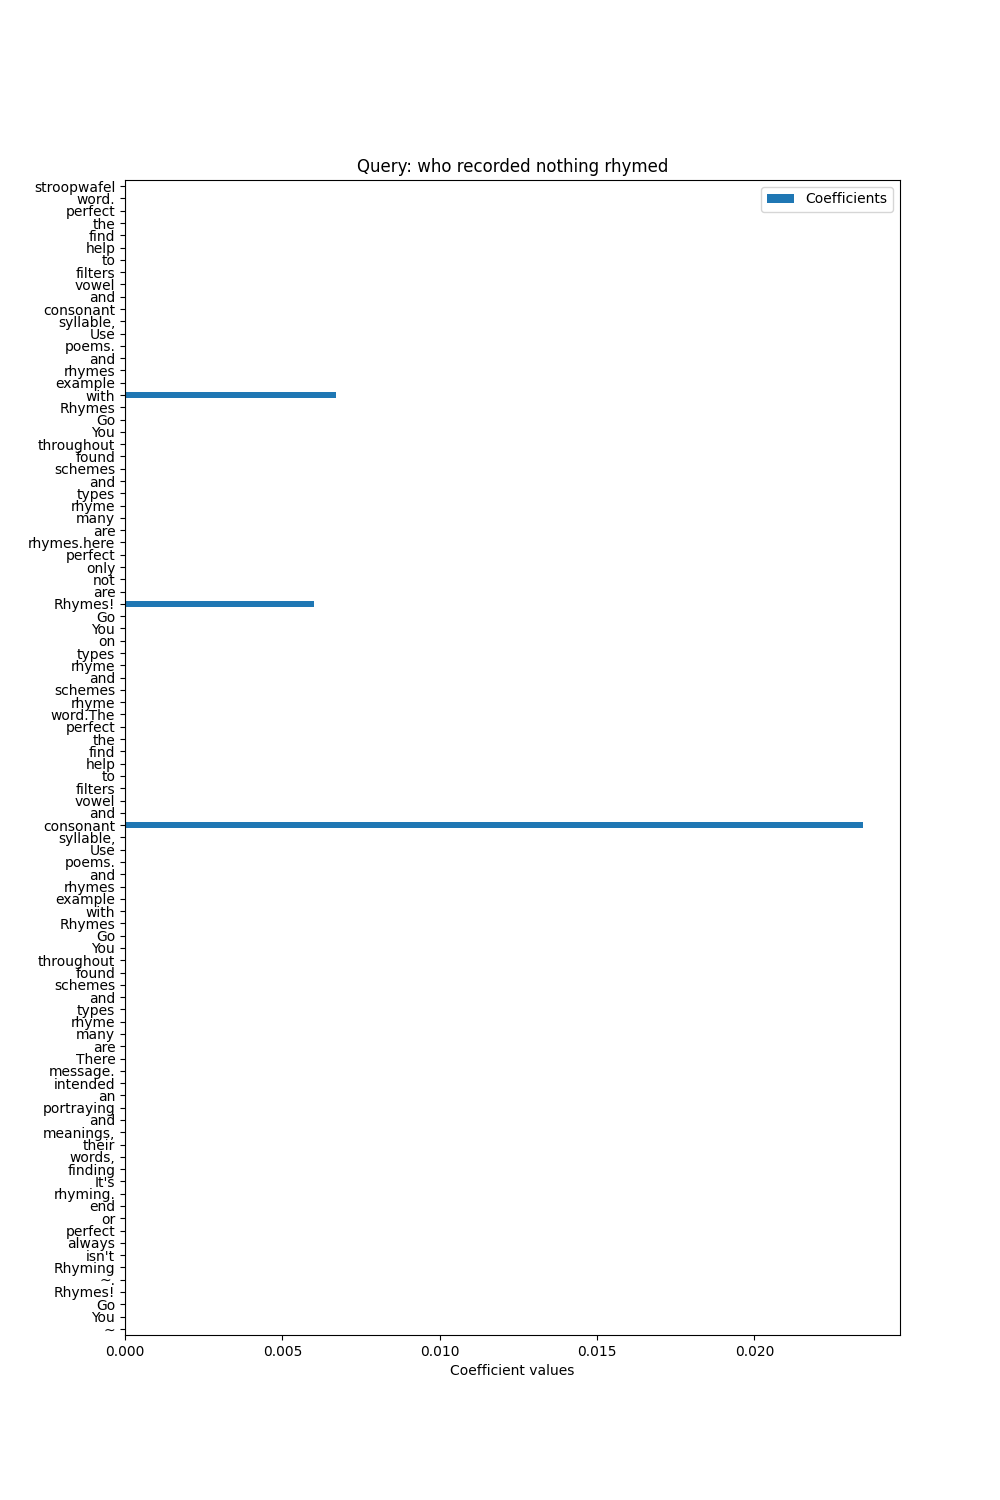 Query: who recorded nothing rhymed
Coefficients
stroopwafel
word.
perfect
the
find
help
to
filters
vowel
and
consonant
syllable,
Use
poems.
and
rhymes
example
with
Rhymes
Go
You
throughout
found
schemes
and
types
rhyme
many
are
rhymes.here
perfect
only
not
are
Rhymes!
Go
You
on
types
rhyme
and
schemes
rhyme
word.The
perfect
the
find
help
to
filters
vowel
and
consonant
syllable,
Use
poems.
and
rhymes
example
with
Rhymes
Go
You
throughout
found
schemes
and
types
rhyme
many
are
There
message.
intended
an
portraying
and
meanings,
their
words,
finding
It's
rhyming.
end
or
perfect
always
isn't
Rhyming
~.
Rhymes!
Go
You
~
0.000 0.005 0.010 0.015 0.020
Coefficient values